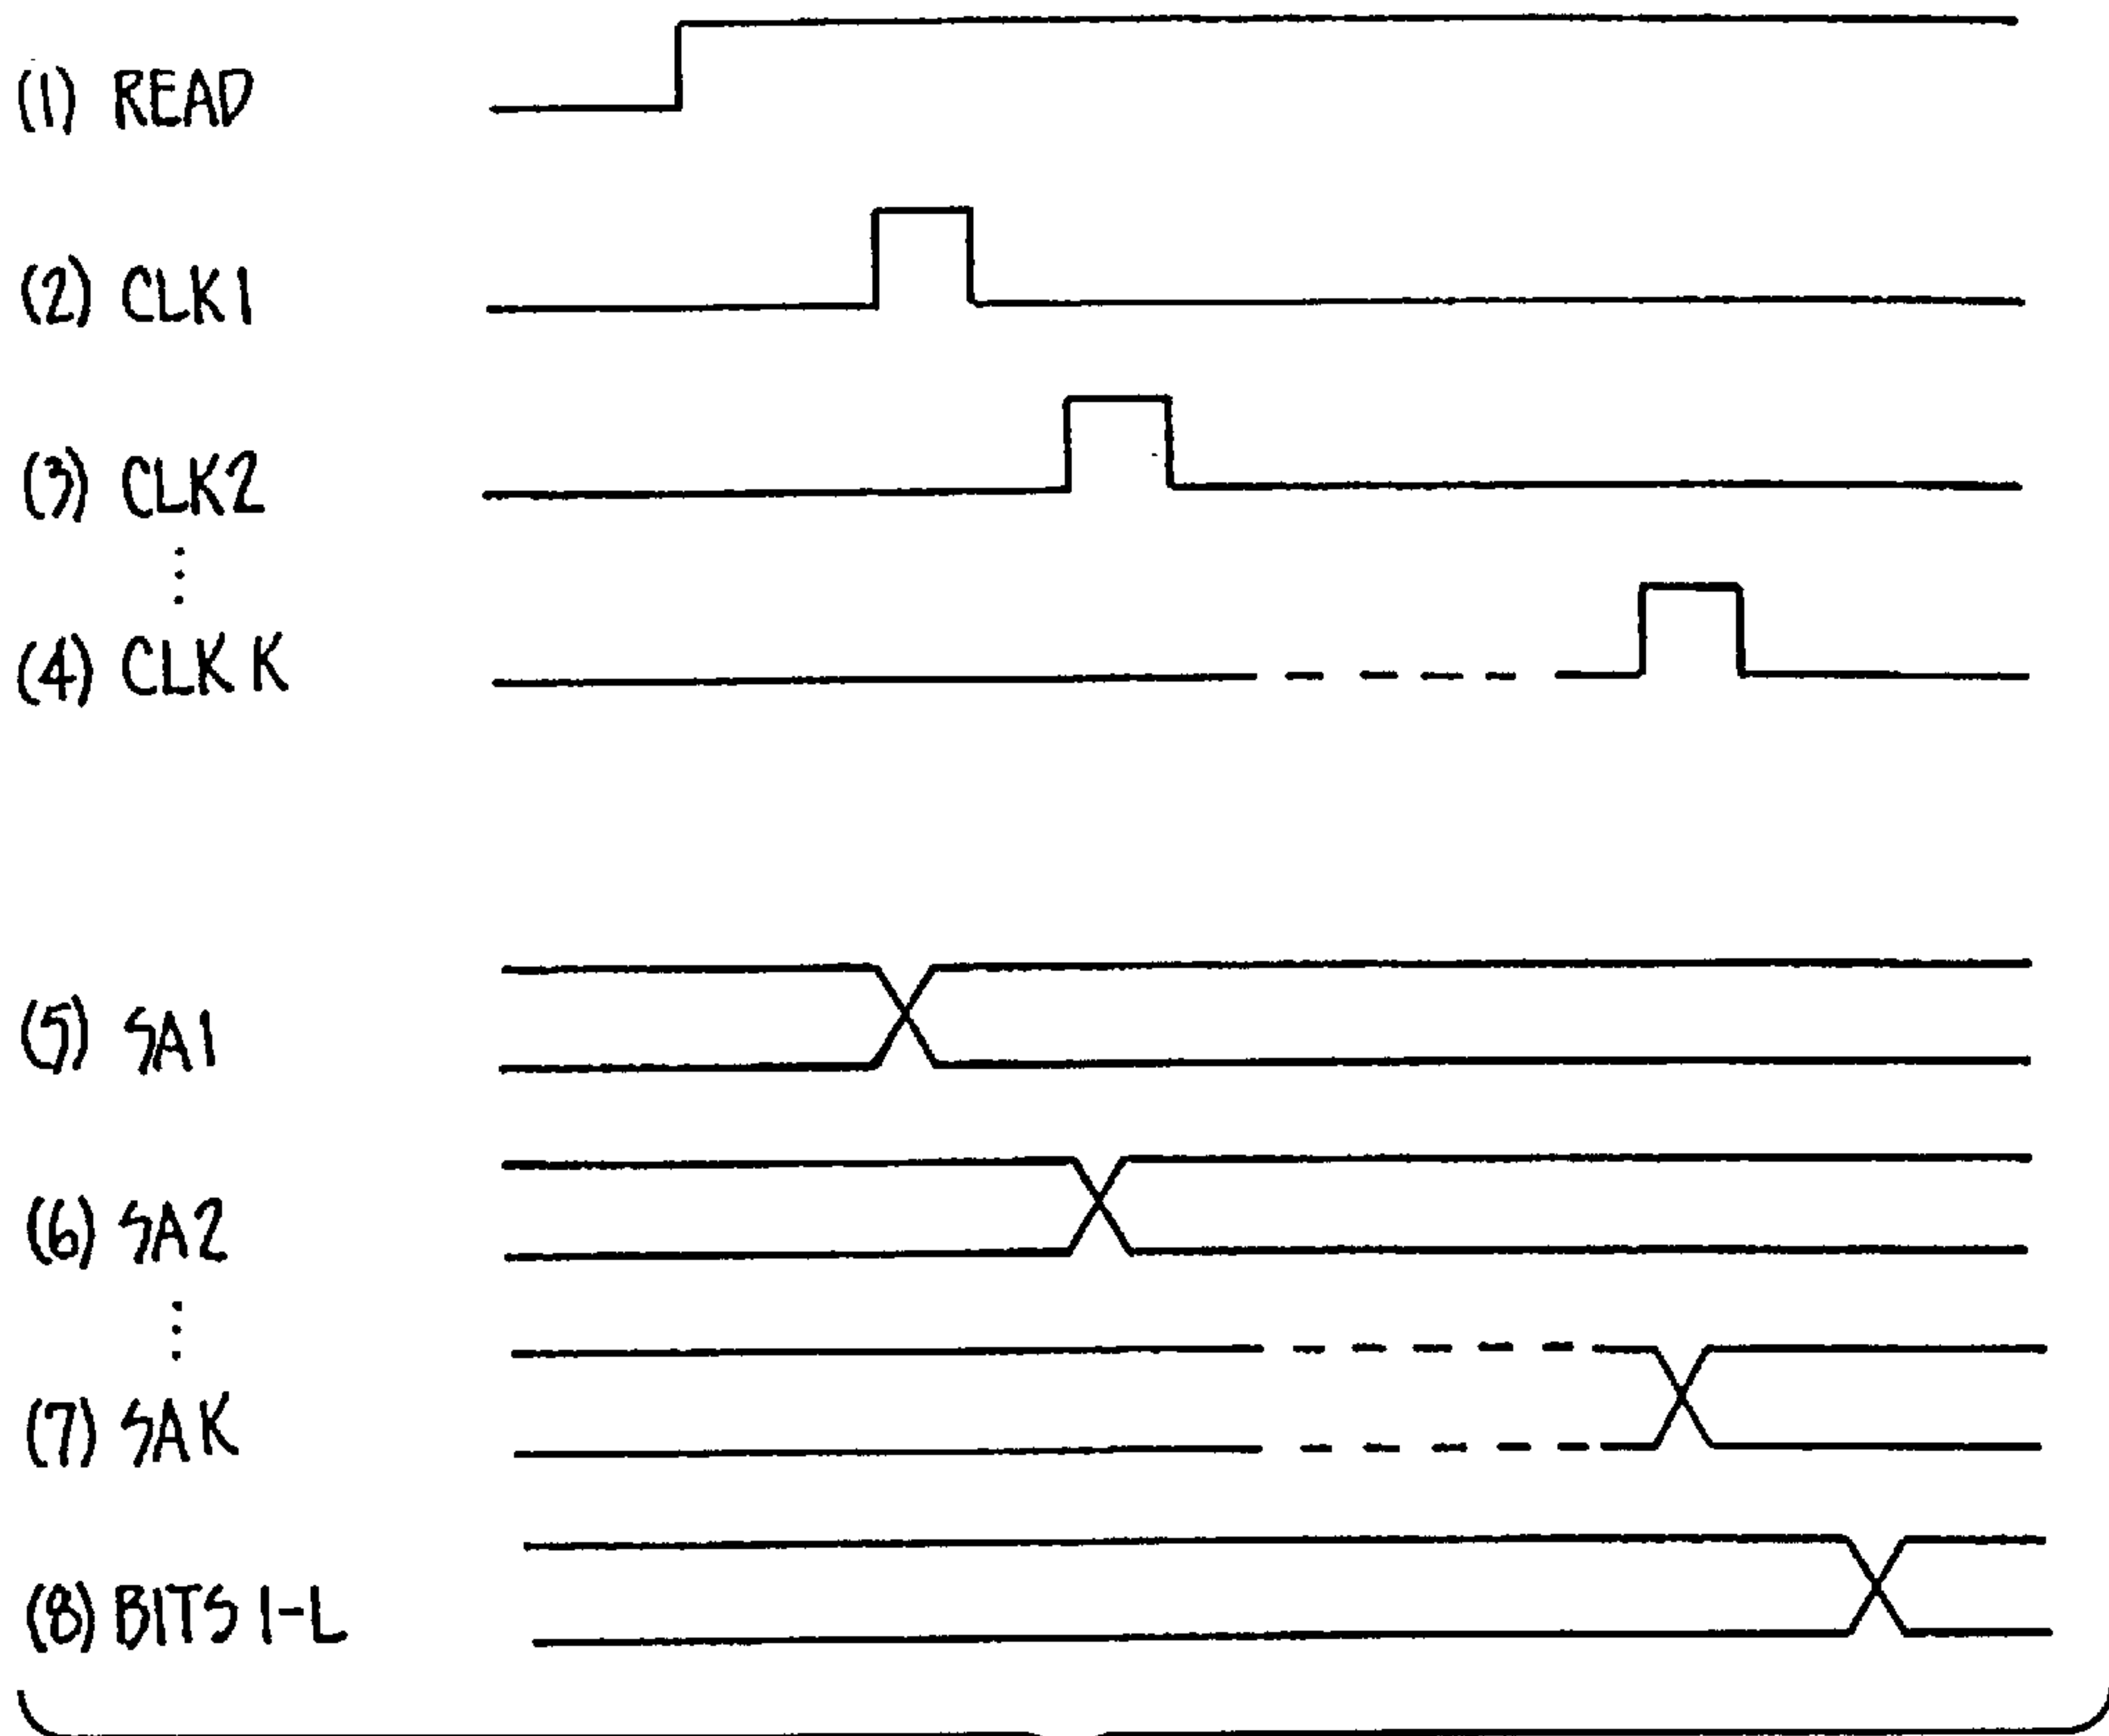 (1) READ
(2) CLK1
(3) CLK2
⋮
(4) CLK K
(5) SA1
(6) SA2
⋮
(7) SAK
(8) BITS 1-L